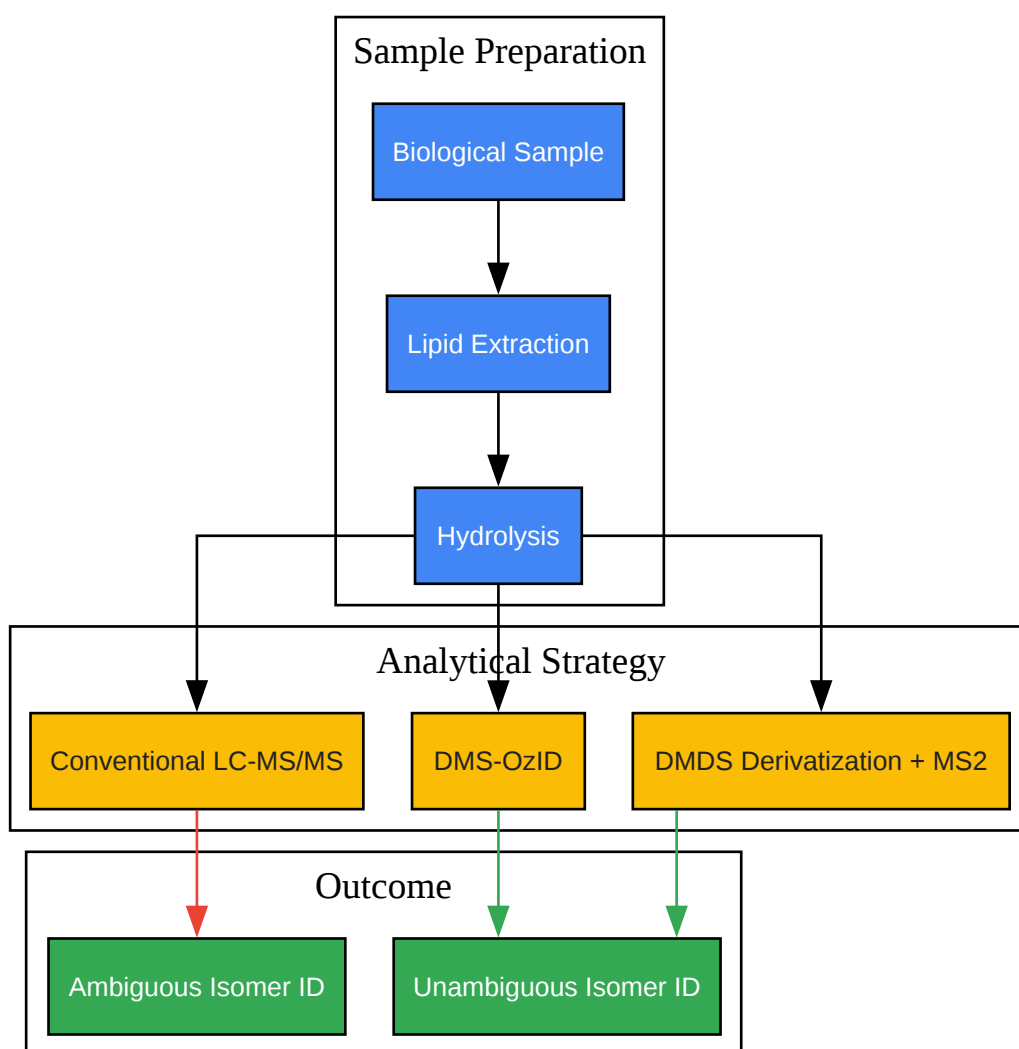 Sample Preparation
Biological Sample
Lipid Extraction
Hydrolysis
Analytical Strategy
Conventional LC-MS/MS
DMS-OzID
DMDS Derivatization + MS2
Outcome
Ambiguous Isomer ID
Unambiguous Isomer ID